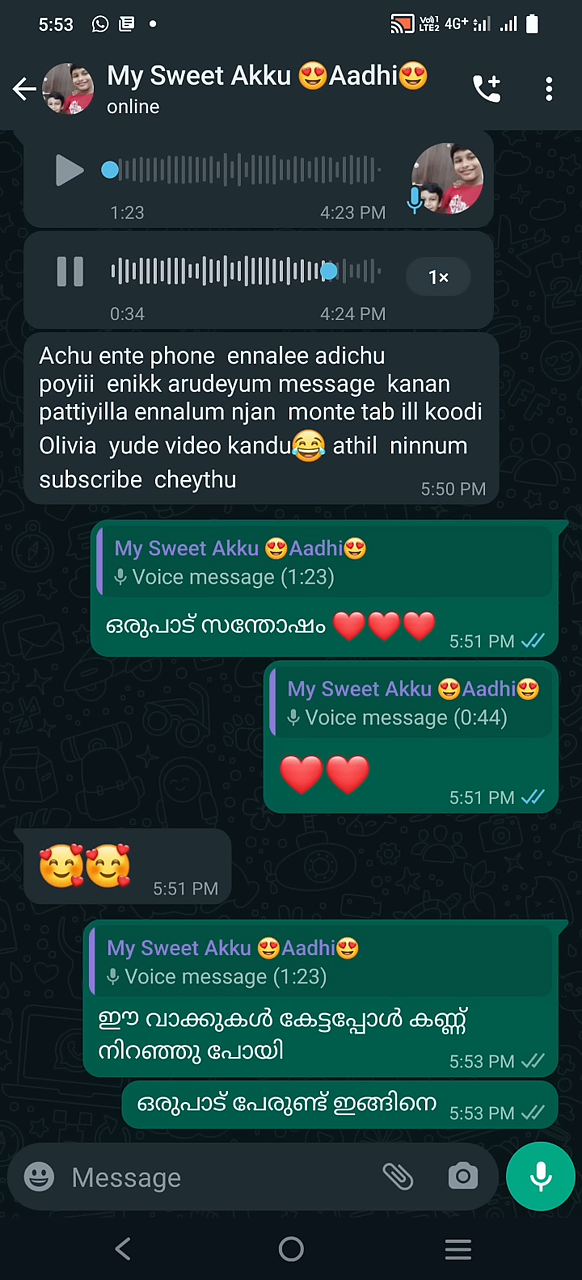 5:53
Vo)) 1 LTE2 4G+
My Sweet Akku 😍Aadhi😍
online
1:23 4:23 PM
1×
0:34 4:24 PM
Achu ente phone ennalee adichu
poyiii enikk arudeyum message kanan
pattiyilla ennalum njan monte tab ill koodi
Olivia yude video kandu😂 athil ninnum
subscribe cheythu
5:50 PM
My Sweet Akku 😍Aadhi😍
Voice message (1:23)
ഒരുപാട് സന്തോഷം ❤️❤️❤️
5:51 PM
My Sweet Akku 😍Aadhi😍
Voice message (0:44)
❤️❤️
5:51 PM
🥰🥰
5:51 PM
My Sweet Akku 😍Aadhi😍
Voice message (1:23)
ഈ വാക്കുകൾ കേട്ടപ്പോൾ കണ്ണ്
നിറഞ്ഞു പോയി
5:53 PM
ഒരുപാട് പേരുണ്ട് ഇങ്ങിനെ
5:53 PM
Message